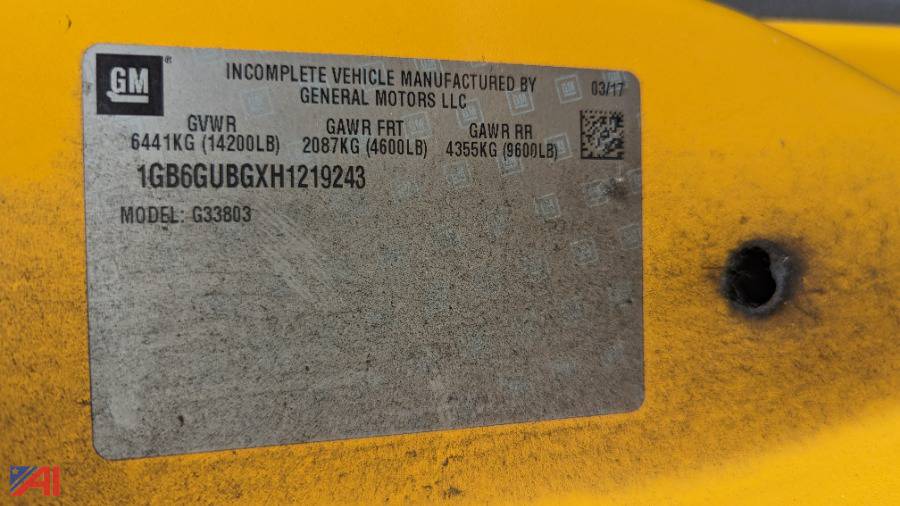 GM
INCOMPLETE VEHICLE MANUFACTURED BY
GENERAL MOTORS LLC
03/17
GVWR GAWR FRT GAWR RR
6441KG (14200LB) 2087KG (4600LB) 4355KG (9600LB)
1GB6GUBGXH1219243
MODEL: G33803
AI